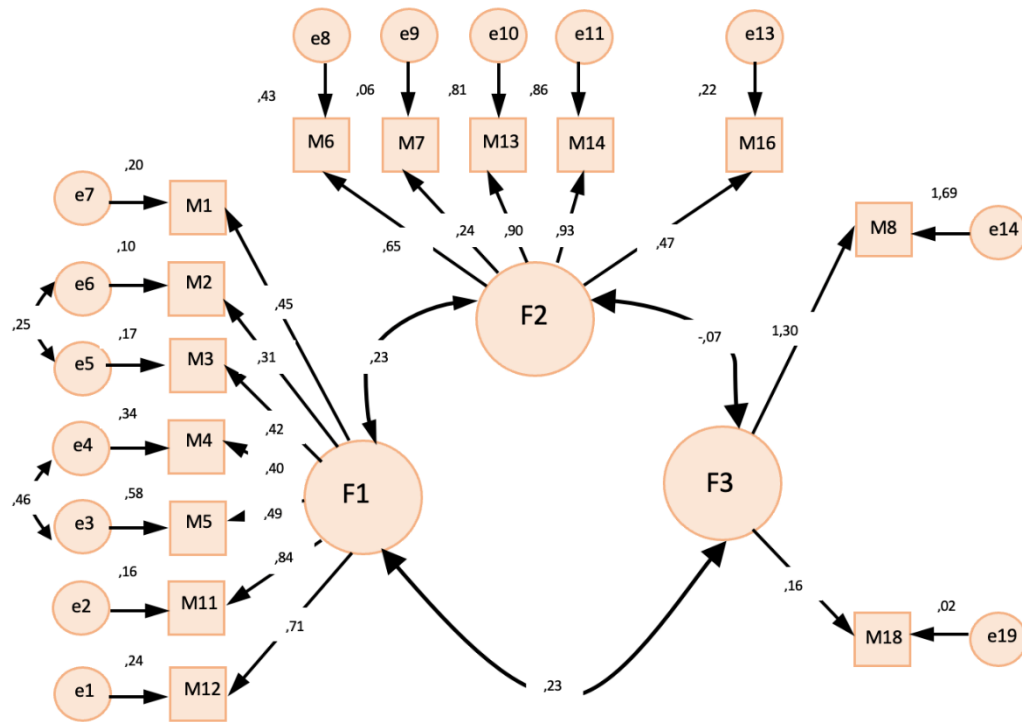 e8
e9
e10
e11
e13
,43
,06
,81
,86
,22
M6
M7
M13
M14
M16
e7
,20
M1
e6
,10
M2
,25
e5
,17
M3
e4
,34
M4
,46
e3
,58
M5
e2
,16
M11
e1
,24
M12
,45
,31
,42
,40
,49
,84
,71
F1
,65
,24
,90
,93
,47
F2
,23
-,07
F3
1,30
M8
1,69
e14
,16
M18
,02
e19
,23